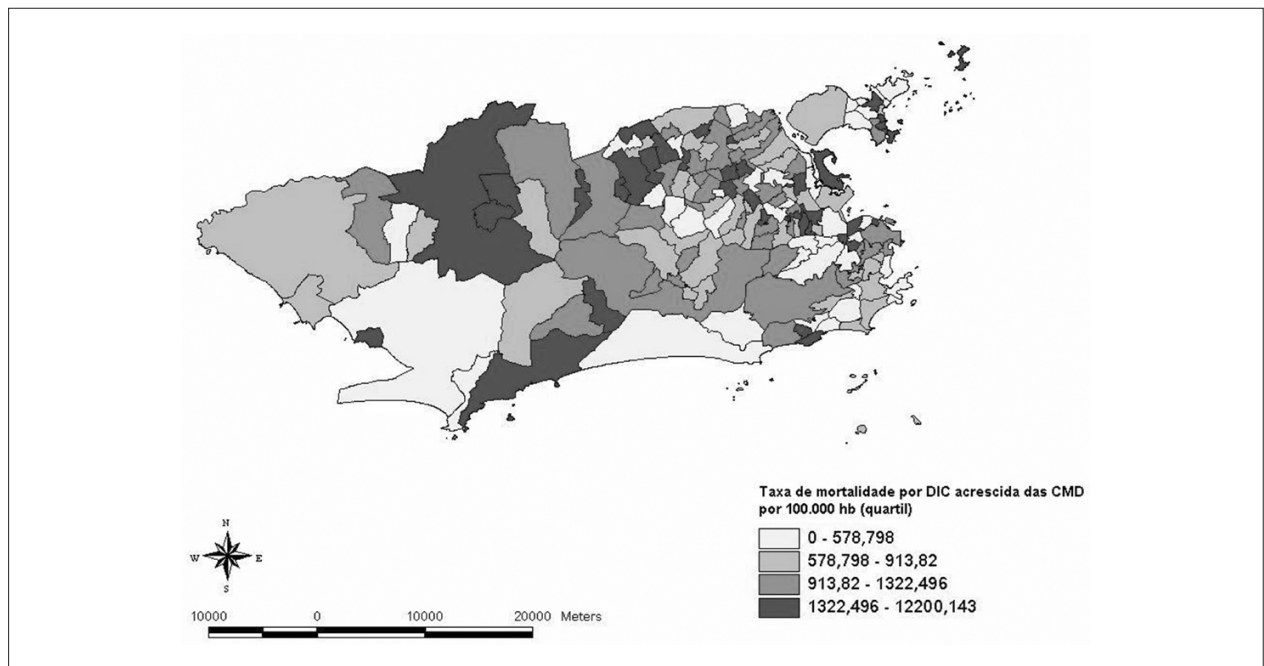 Taxa de mortalidade por DIC acrescida das CMD
por 100.000 hb (quartil)
0 - 578,798
578,798 - 913,82
913,82 - 1322,496
1322,496 - 12200,143
N
W E
S
10000 0 10000 20000 Meters